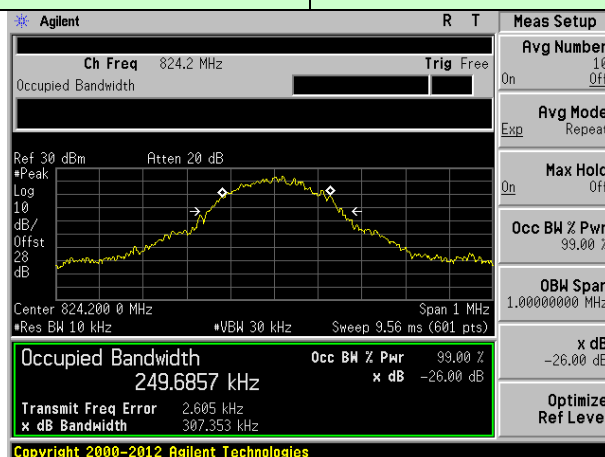 Agilent R T Meas Setup
Avg Number
10
On Off
Ch Freq 824.2 MHz Trig Free
Occupied Bandwidth
Avg Mode
Exp Repeat
Ref 30 dBm Atten 20 dB
#Peak
Log
10
dB/
Offst
28
dB
Max Hold
On Off
Occ BW % Pwr
99.00 %
OBW Span
1.00000000 MHz
Center 824.200 0 MHz Span 1 MHz
#Res BW 10 kHz #VBW 30 kHz Sweep 9.56 ms (601 pts)
x dB
-26.00 dB
Occupied Bandwidth Occ BW % Pwr 99.00 %
249.6857 kHz x dB -26.00 dB
Transmit Freq Error 2.605 kHz
x dB Bandwidth 307.353 kHz
Optimize
Ref Level
Copyright 2000-2012 Agilent Technologies